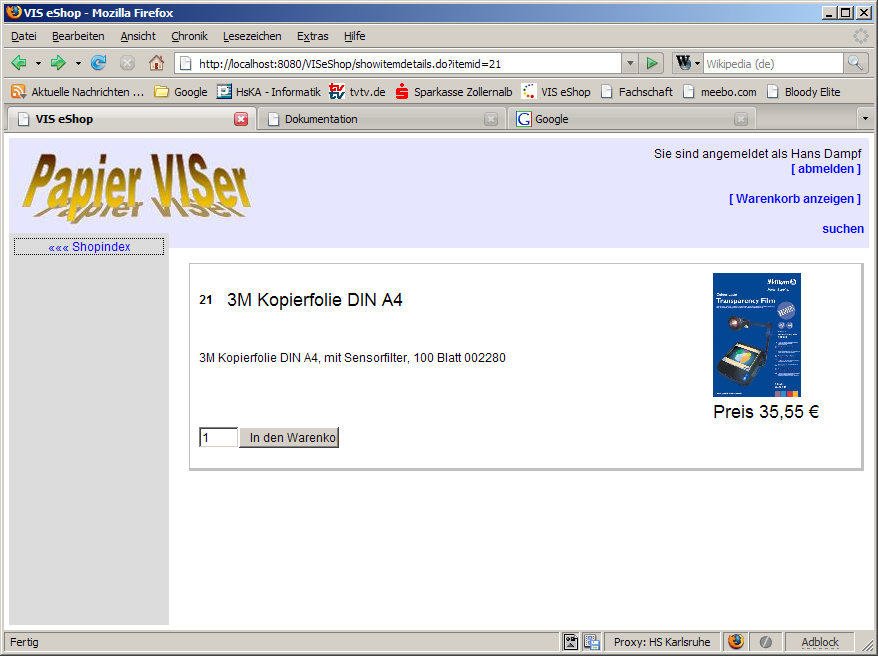 VIS eShop - Mozilla Firefox
Datei Bearbeiten Ansicht Chronik Lesezeichen Extras Hilfe
http://localhost:8080/VISeShop/showitemdetails.do?itemid=21 W Wikipedia (de)
Aktuelle Nachrichten ... Google HsKA - Informatik tvtv.de Sparkasse Zollernalb VIS eShop Fachschaft meebo.com Bloody Elite
VIS eShop Dokumentation Google
Papier VISer
Sie sind angemeldet als Hans Dampf
[ abmelden ]
[ Warenkorb anzeigen ]
suchen
««« Shopindex
21 3M Kopierfolie DIN A4
Transparency Film
3M Kopierfolie DIN A4, mit Sensorfilter, 100 Blatt 002280
Preis 35,55 €
1 In den Warenko
Fertig Proxy: HS Karlsruhe Adblock